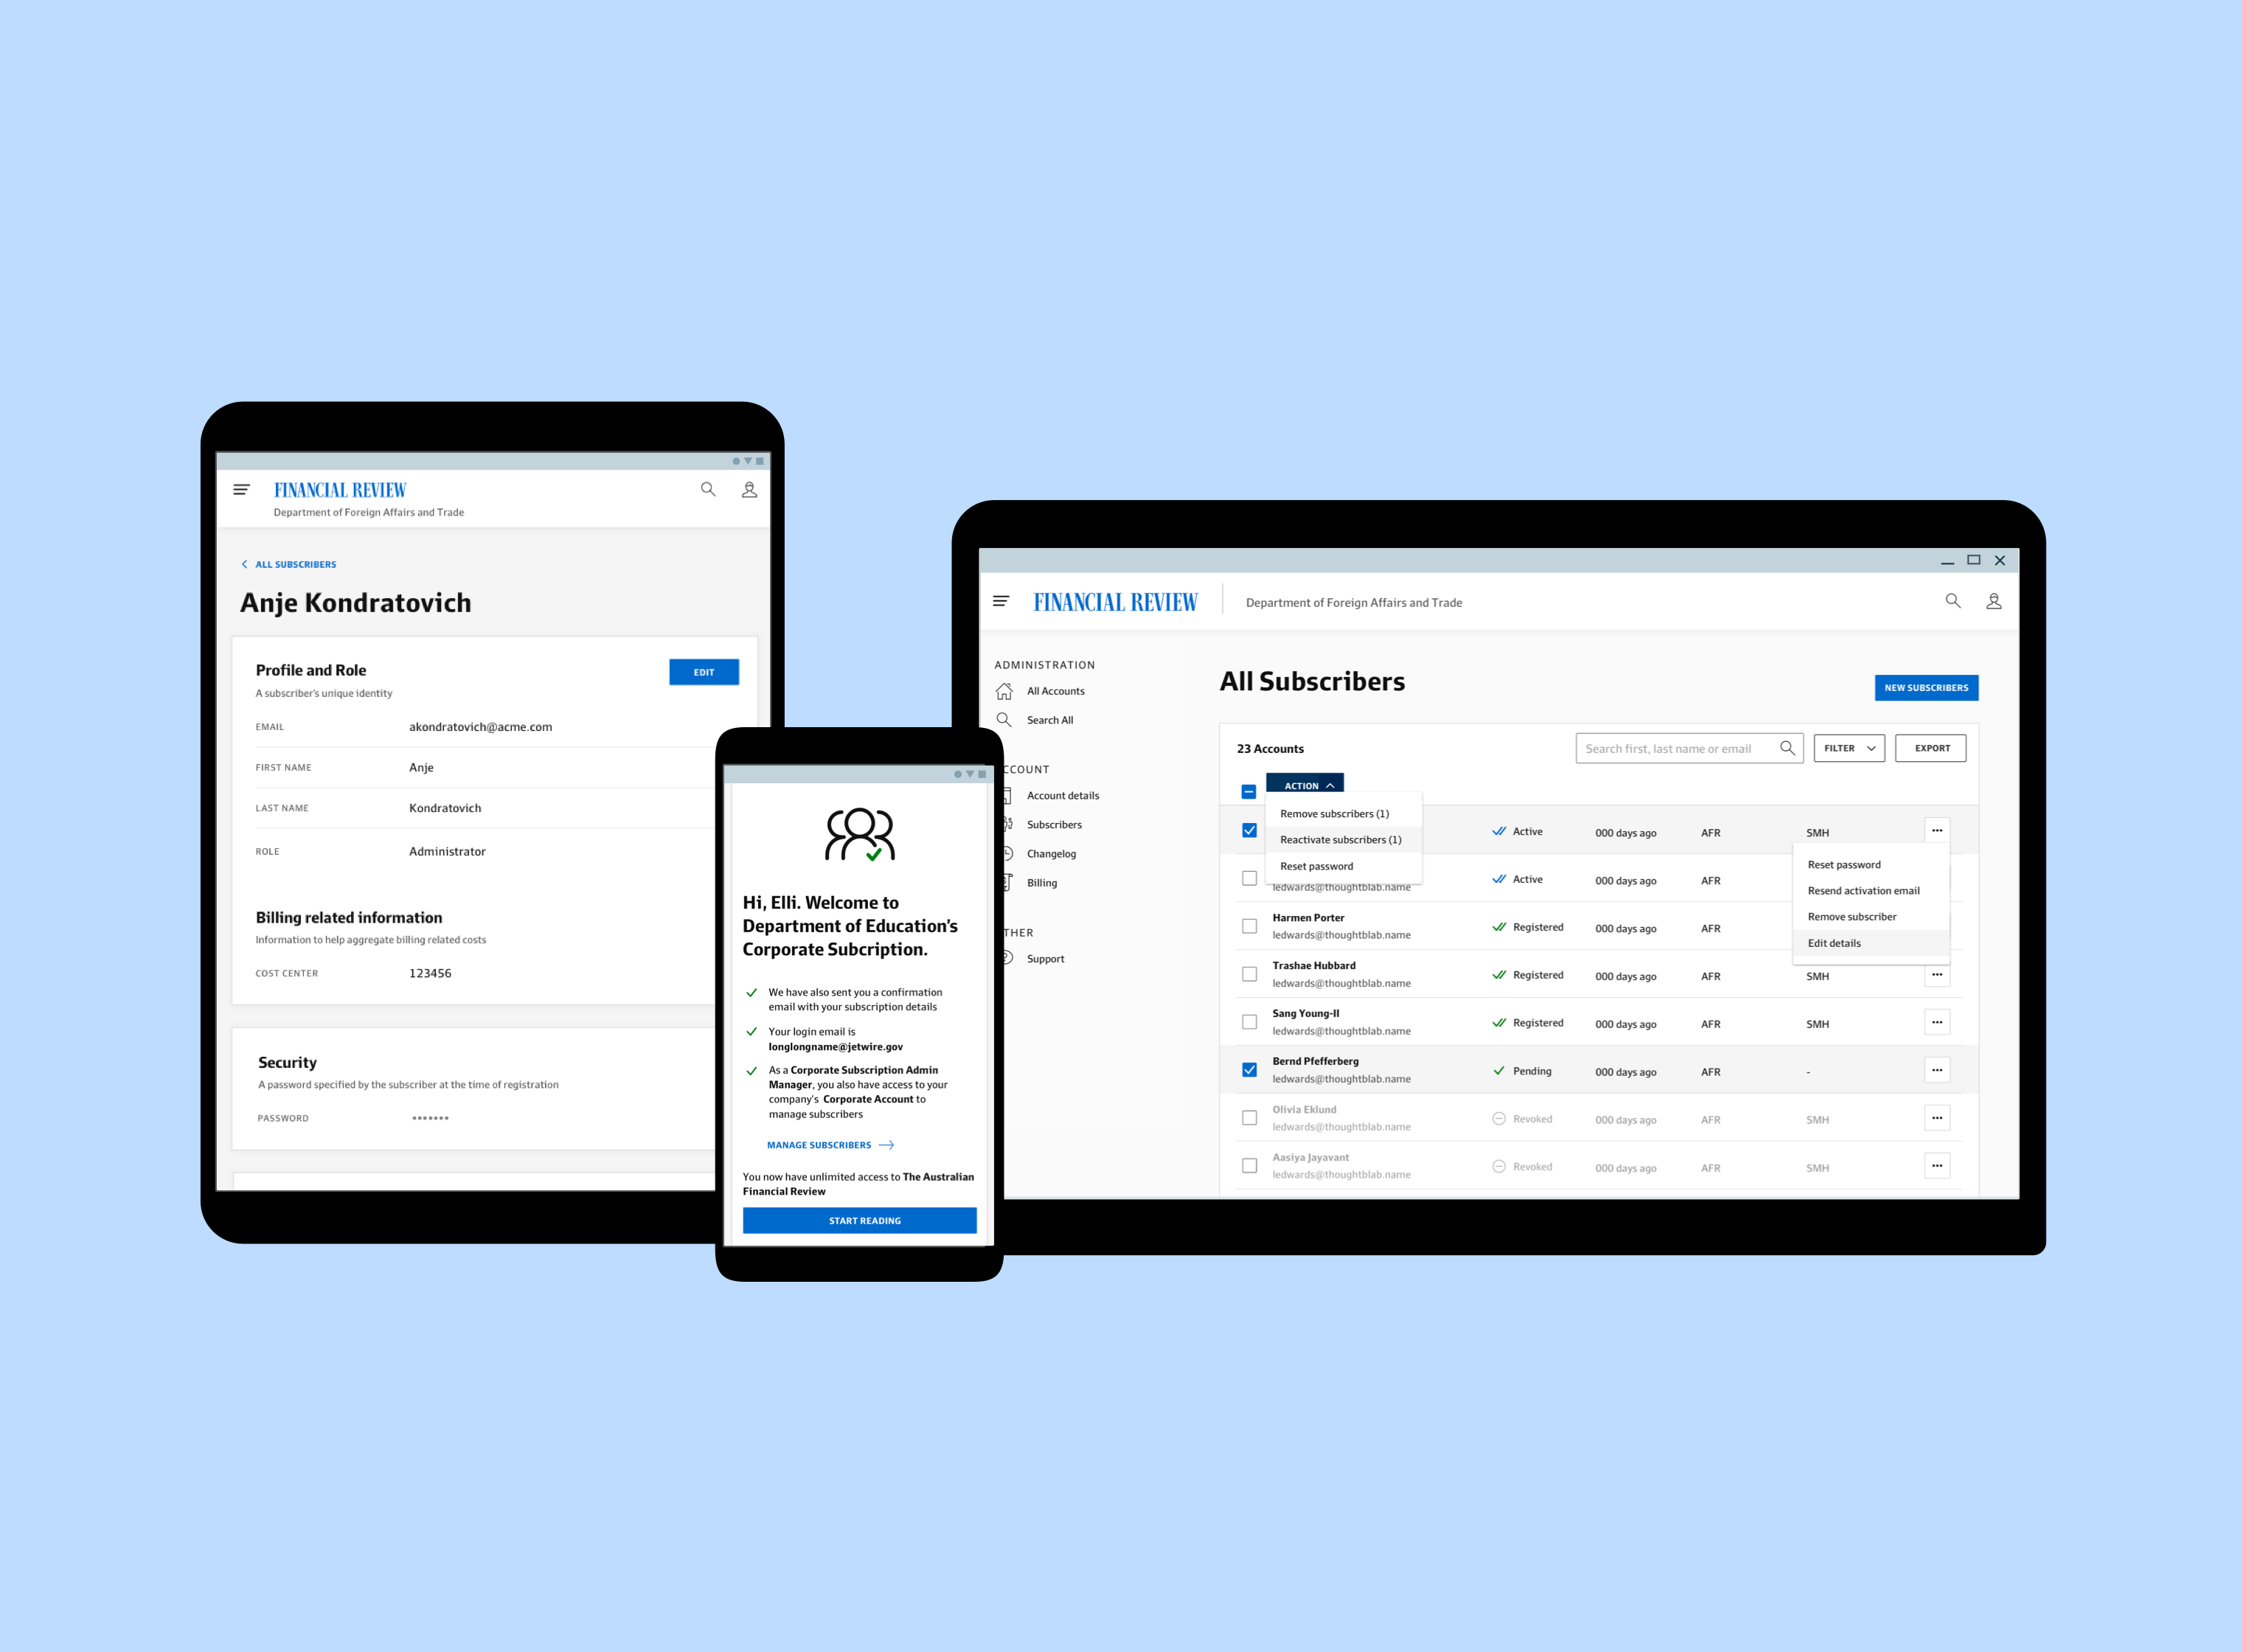 FINANCIAL REVIEW
Department of Foreign Affairs and Trade
ALL SUBSCRIBERS
Anje Kondratovich
Profile and Role
EDIT
A subscriber's unique identity
EMAIL akondratovich@acme.com
FIRST NAME Anje
LAST NAME Kondratovich
ROLE Administrator
Billing related information
Information to help aggregate billing related costs
COST CENTER 123456
Security
A password specified by the subscriber at the time of registration
PASSWORD •••••••
Hi, Elli. Welcome to
Department of Education's
Corporate Subcription.
We have also sent you a confirmation
email with your subscription details
Your login email is
longlongname@jetwire.gov
As a Corporate Subscription Admin
Manager, you also have access to your
company's Corporate Account to
manage subscribers
MANAGE SUBSCRIBERS
You now have unlimited access to The Australian
Financial Review
START READING
FINANCIAL REVIEW
Department of Foreign Affairs and Trade
ADMINISTRATION
All Accounts
Search All
CCOUNT
Account details
Subscribers
Changelog
Billing
THER
Support
All Subscribers
NEW SUBSCRIBERS
23 Accounts
Search first, last name or email
FILTER
EXPORT
ACTION
Remove subscribers (1)
Reactivate subscribers (1)
Reset password
Active 000 days ago AFR SMH
Reset password
Resend activation email
Remove subscriber
Edit details
ledwards@thoughtblab.name
Active 000 days ago AFR
Harmen Porter
ledwards@thoughtblab.name
Registered 000 days ago AFR
Trashae Hubbard
ledwards@thoughtblab.name
Registered 000 days ago AFR SMH
Sang Young-Il
ledwards@thoughtblab.name
Registered 000 days ago AFR SMH
Bernd Pfefferberg
ledwards@thoughtblab.name
Pending 000 days ago AFR -
Olivia Eklund
ledwards@thoughtblab.name
Revoked 000 days ago AFR SMH
Aasiya Jayavant
ledwards@thoughtblab.name
Revoked 000 days ago AFR SMH